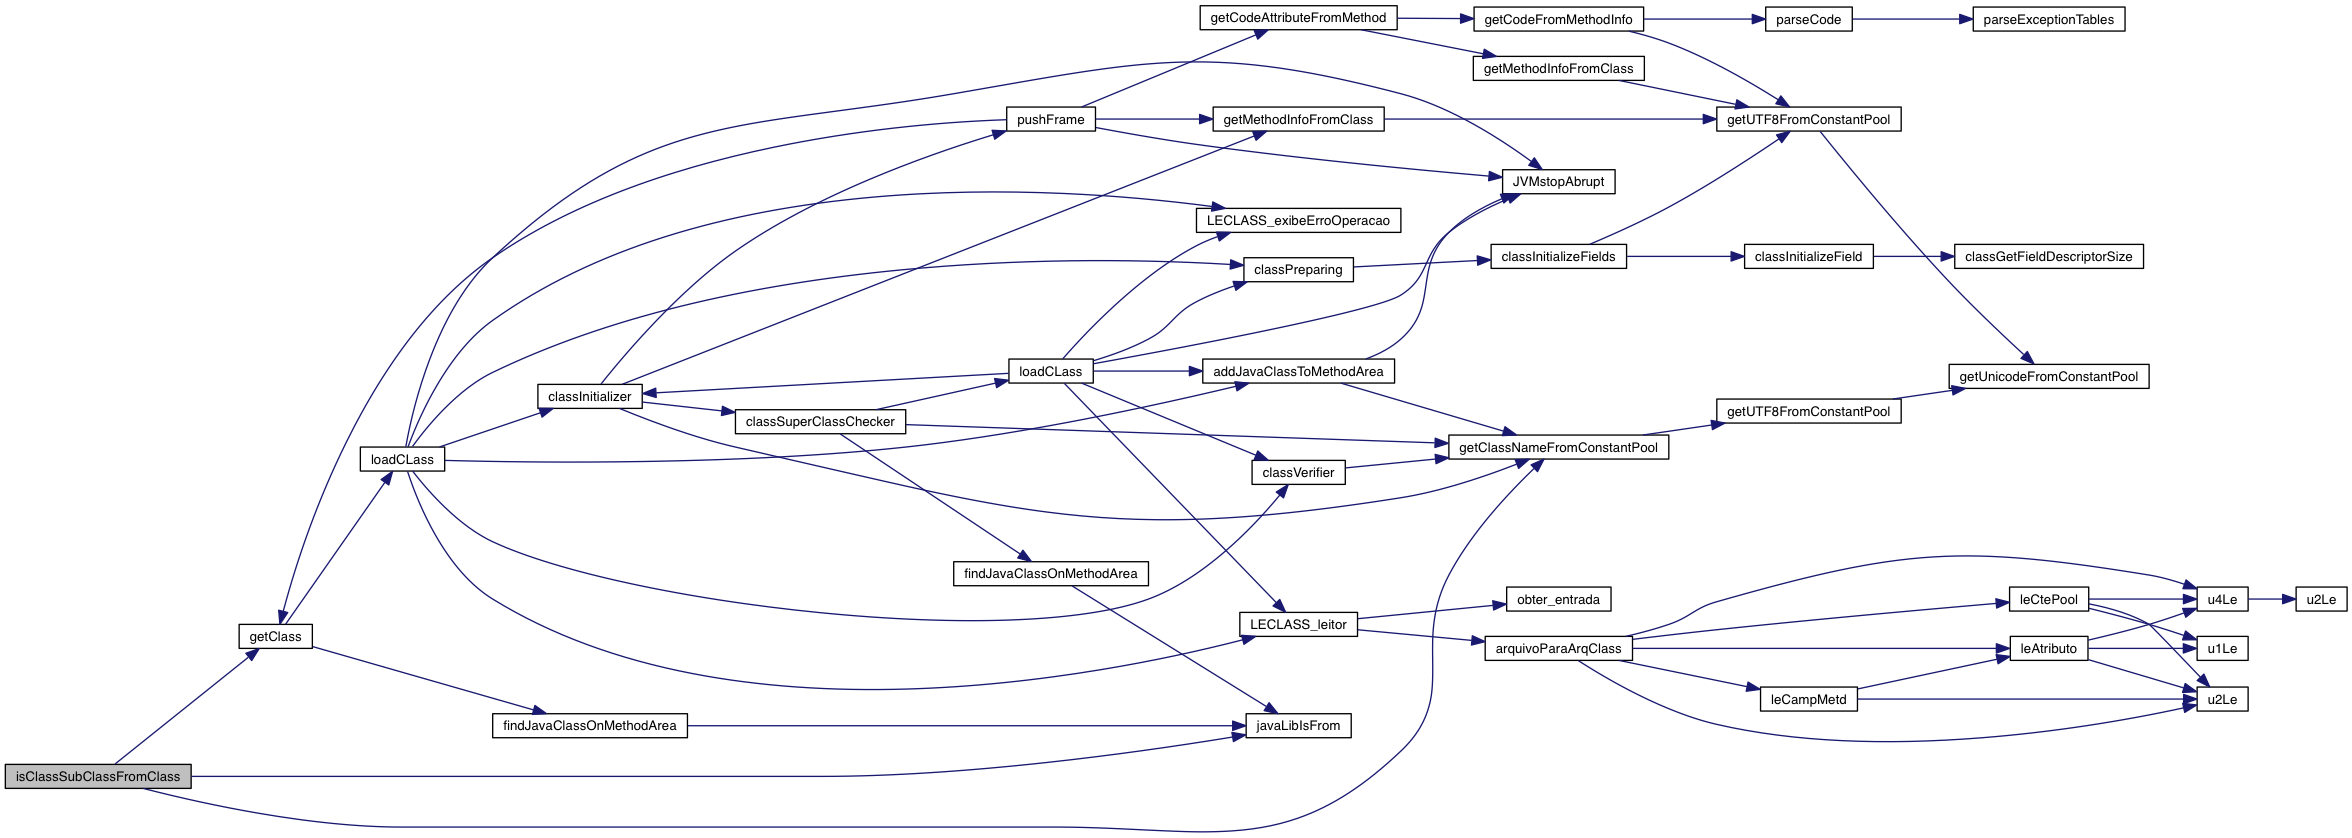 getCodeAttributeFromMethod
getCodeFromMethodInfo
parseCode
parseExceptionTables
getMethodInfoFromClass
pushFrame
getMethodInfoFromClass
getUTF8FromConstantPool
JVMstopAbrupt
LECLASS_exibeErroOperacao
classPreparing
classInitializeFields
classInitializeField
classGetFieldDescriptorSize
loadCLass
addJavaClassToMethodArea
getUnicodeFromConstantPool
classInitializer
classSuperClassChecker
getUTF8FromConstantPool
loadCLass
getClassNameFromConstantPool
classVerifier
findJavaClassOnMethodArea
obter_entrada
leCtePool
u4Le
u2Le
getClass
LECLASS_leitor
arquivoParaArqClass
leAtributo
u1Le
leCampMetd
u2Le
findJavaClassOnMethodArea
javaLibIsFrom
isClassSubClassFromClass